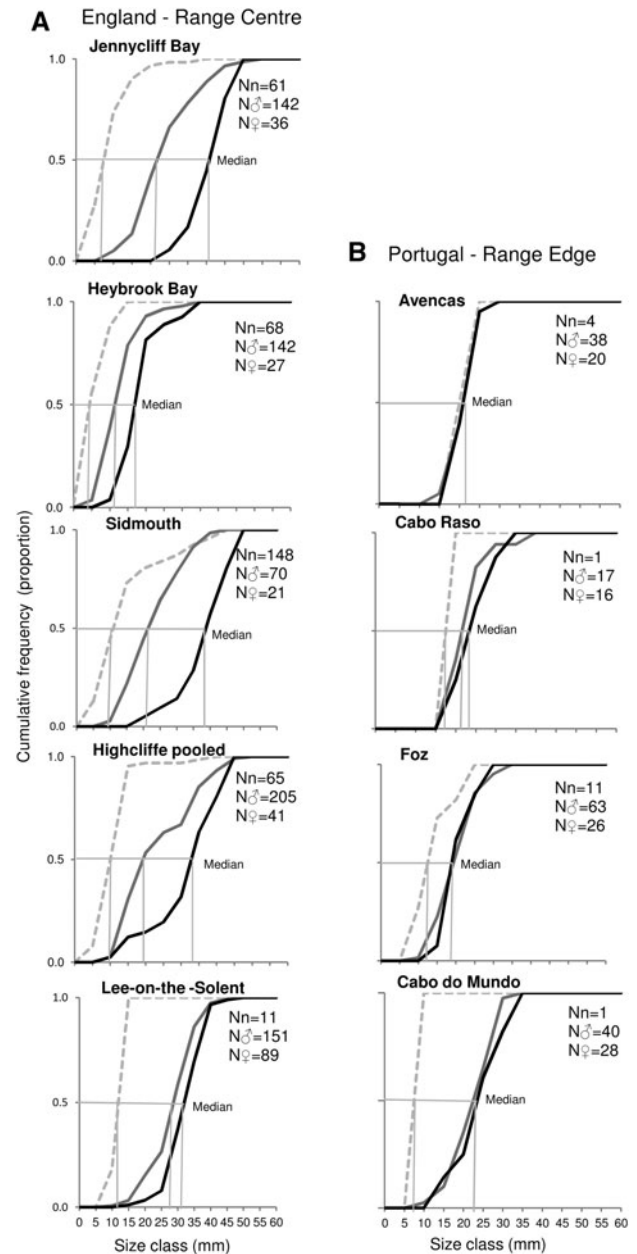 A England - Range Centre
Jennycliff Bay
1.0
Nn=61
N♂=142
N♀=36
0.5
Median
0.0
Heybrook Bay
1.0
Nn=68
N♂=142
N♀=27
0.5
Median
0.0
Sidmouth
1.0
Nn=148
N♂=70
N♀=21
0.5
Median
0.0
Highcliffe pooled
1.0
Nn=65
N♂=205
N♀=41
0.5
Median
0.0
Lee-on-the -Solent
1.0
Nn=11
N♂=151
N♀=89
0.5
Median
0.0
0 5 10 15 20 25 30 35 40 45 50 55 60
Size class (mm)
Cumulative frequency (proportion)
B Portugal - Range Edge
Avencas
Nn=4
N♂=38
N♀=20
Median
Cabo Raso
Nn=1
N♂=17
N♀=16
Median
Foz
Nn=11
N♂=63
N♀=26
Median
Cabo do Mundo
Nn=1
N♂=40
N♀=28
Median
0 5 10 15 20 25 35 40 45 50 55 60
Size class (mm)